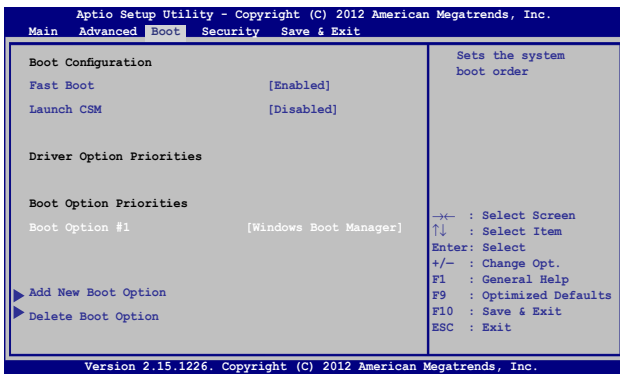 Aptio Setup Utility - Copyright (C) 2012 American Megatrends, Inc.
Main Advanced Boot Security Save & Exit
Boot Configuration
Fast Boot [Enabled]
Launch CSM [Disabled]
Driver Option Priorities
Boot Option Priorities
Boot Option #1 [Windows Boot Manager]
Add New Boot Option
Delete Boot Option
Sets the system
boot order
→← : Select Screen
↑↓ : Select Item
Enter: Select
+/— : Change Opt.
F1 : General Help
F9 : Optimized Defaults
F10 : Save & Exit
ESC : Exit
Version 2.15.1226. Copyright (C) 2012 American Megatrends, Inc.